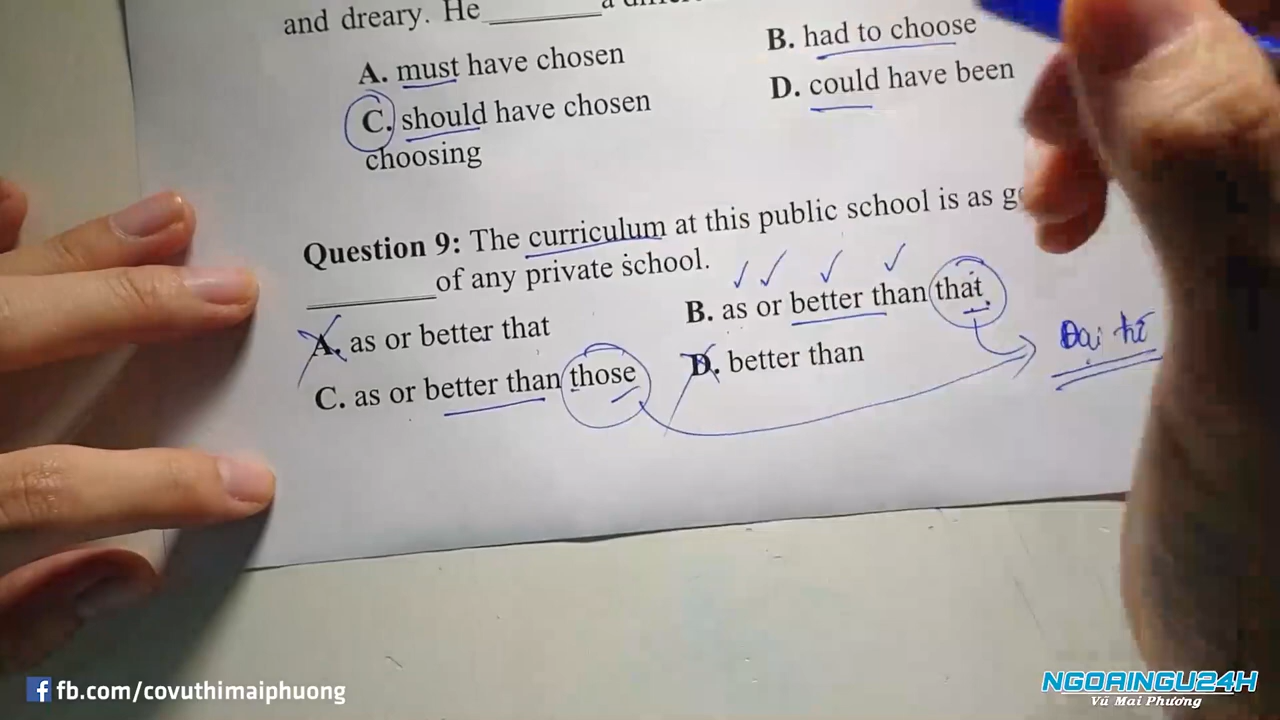 and dreary. He ________ a
A. must have chosen
B. had to choose
C. should have chosen
D. could have been
choosing
Question 9: The curriculum at this public school is as
________ of any private school.
A. as or better that
B. as or better than that
C. as or better than those
D. better than
Đại
fb.com/covuthimaiphuong
NGOAINGU24H
Vũ Mai Phương